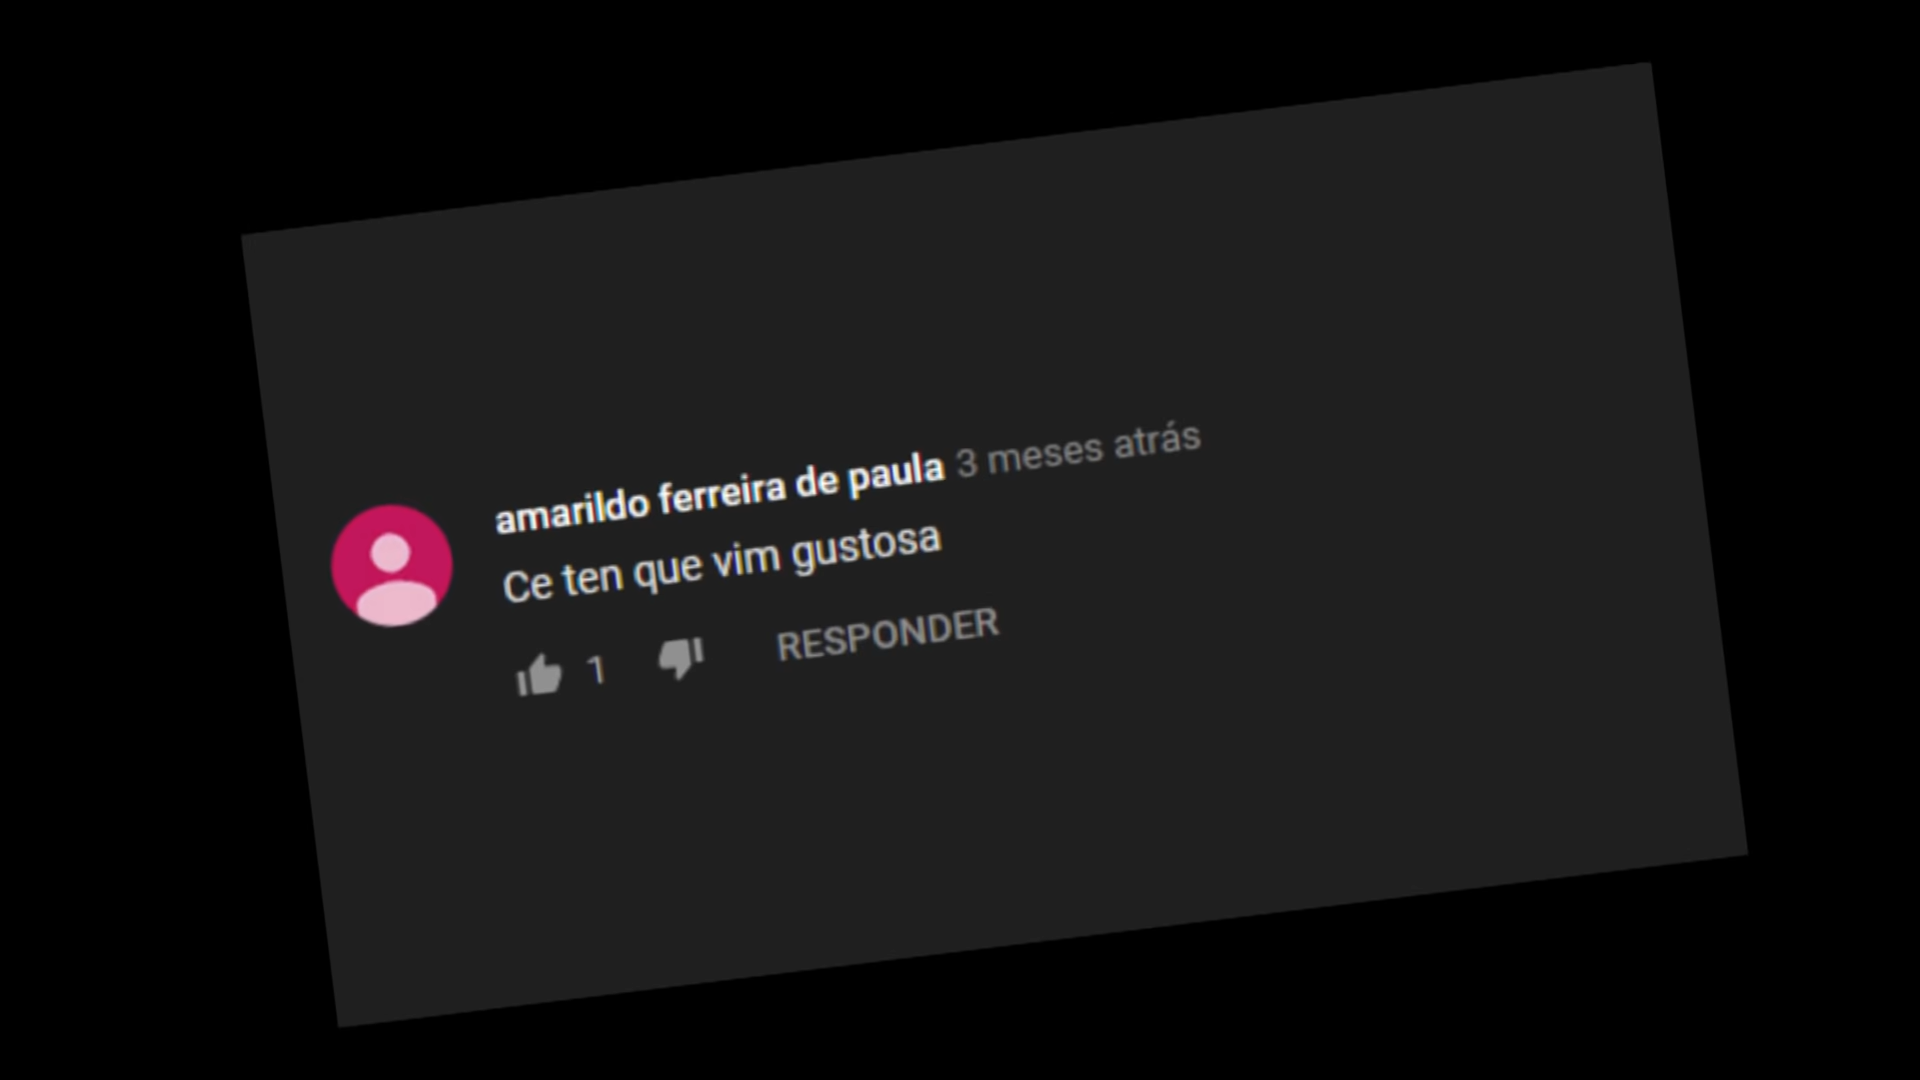 amarildo ferreira de paula 3 meses atrás
Ce ten que vim gustosa
1 RESPONDER